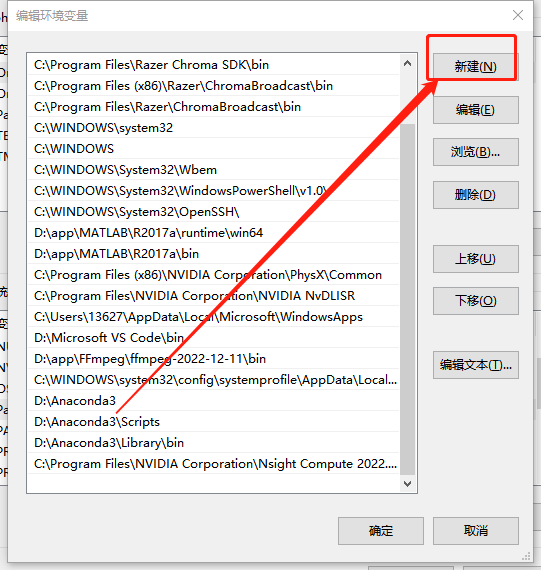 编辑环境变量
C:\Program Files\Razer Chroma SDK\bin
C:\Program Files (x86)\Razer\ChromaBroadcast\bin
C:\Program Files\Razer\ChromaBroadcast\bin
C:\WINDOWS\system32
C:\WINDOWS
C:\WINDOWS\System32\Wbem
C:\WINDOWS\System32\WindowsPowerShell\v1.0\
C:\WINDOWS\System32\OpenSSH\
D:\app\MATLAB\R2017a\runtime\win64
D:\app\MATLAB\R2017a\bin
C:\Program Files (x86)\NVIDIA Corporation\PhysX\Common
C:\Program Files\NVIDIA Corporation\NVIDIA NvDLISR
C:\Users\13627\AppData\Local\Microsoft\WindowsApps
D:\Microsoft VS Code\bin
D:\app\FFmpeg\ffmpeg-2022-12-11\bin
C:\WINDOWS\system32\config\systemprofile\AppData\Local...
D:\Anaconda3
D:\Anaconda3\Scripts
D:\Anaconda3\Library\bin
C:\Program Files\NVIDIA Corporation\Nsight Compute 2022....
新建(N)
编辑(E)
浏览(B)...
删除(D)
上移(U)
下移(O)
编辑文本(T)...
确定
取消